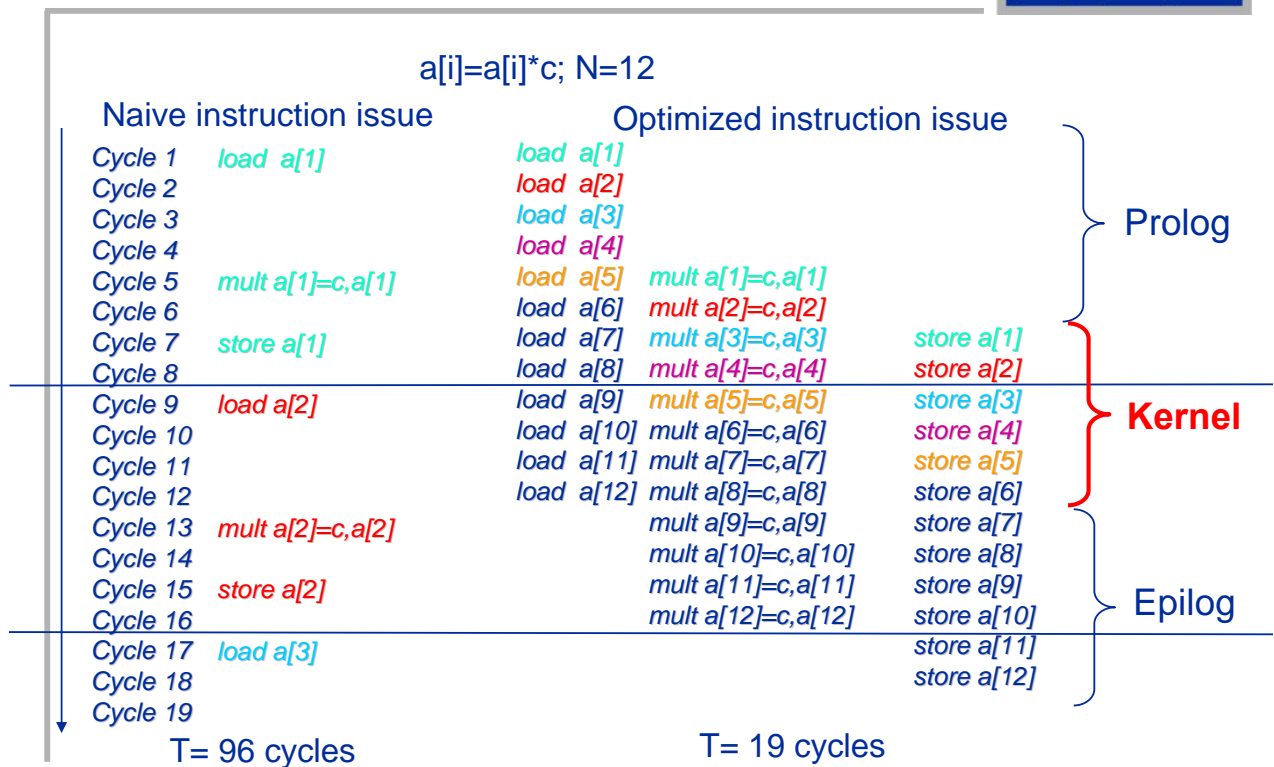 a[i]=a[i]*c; N=12
Naive instruction issue Optimized instruction issue
Cycle 1 load a[1] load a[1]
Cycle 2 load a[2]
Cycle 3 load a[3]
Cycle 4 load a[4]
Prolog
Cycle 5 mult a[1]=c,a[1] load a[5] mult a[1]=c,a[1]
Cycle 6 load a[6] mult a[2]=c,a[2]
Cycle 7 store a[1] load a[7] mult a[3]=c,a[3] store a[1]
Cycle 8 load a[8] mult a[4]=c,a[4] store a[2]
Cycle 9 load a[2] load a[9] mult a[5]=c,a[5] store a[3]
Kernel
Cycle 10 load a[10] mult a[6]=c,a[6] store a[4]
Cycle 11 load a[11] mult a[7]=c,a[7] store a[5]
Cycle 12 load a[12] mult a[8]=c,a[8] store a[6]
Cycle 13 mult a[2]=c,a[2] mult a[9]=c,a[9] store a[7]
Cycle 14 mult a[10]=c,a[10] store a[8]
Cycle 15 store a[2] mult a[11]=c,a[11] store a[9]
Epilog
Cycle 16 mult a[12]=c,a[12] store a[10]
Cycle 17 load a[3] store a[11]
Cycle 18 store a[12]
Cycle 19
T= 96 cycles T= 19 cycles